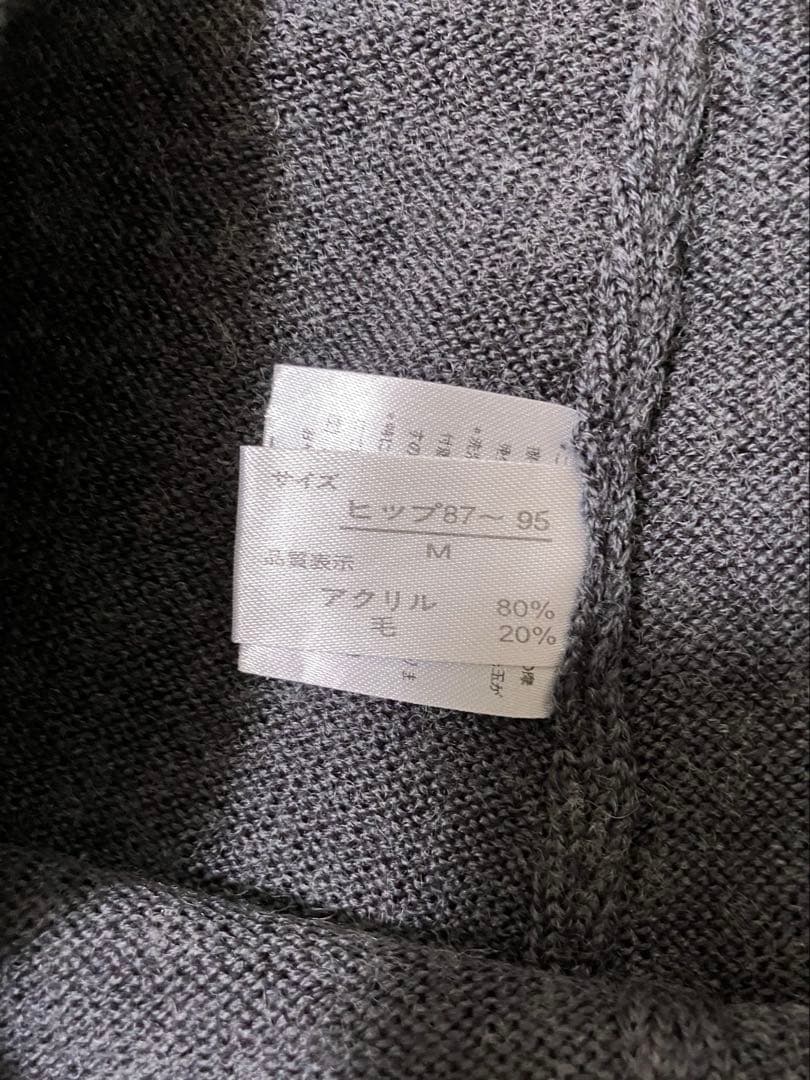 サイズ
ヒップ87〜95
M
品質表示
アクリル 80%
毛 20%